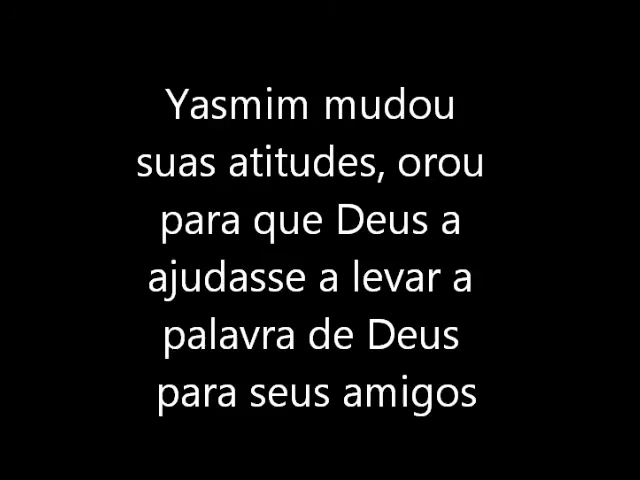 Yasmim mudou
suas atitudes, orou
para que Deus a
ajudasse a levar a
palavra de Deus
para seus amigos